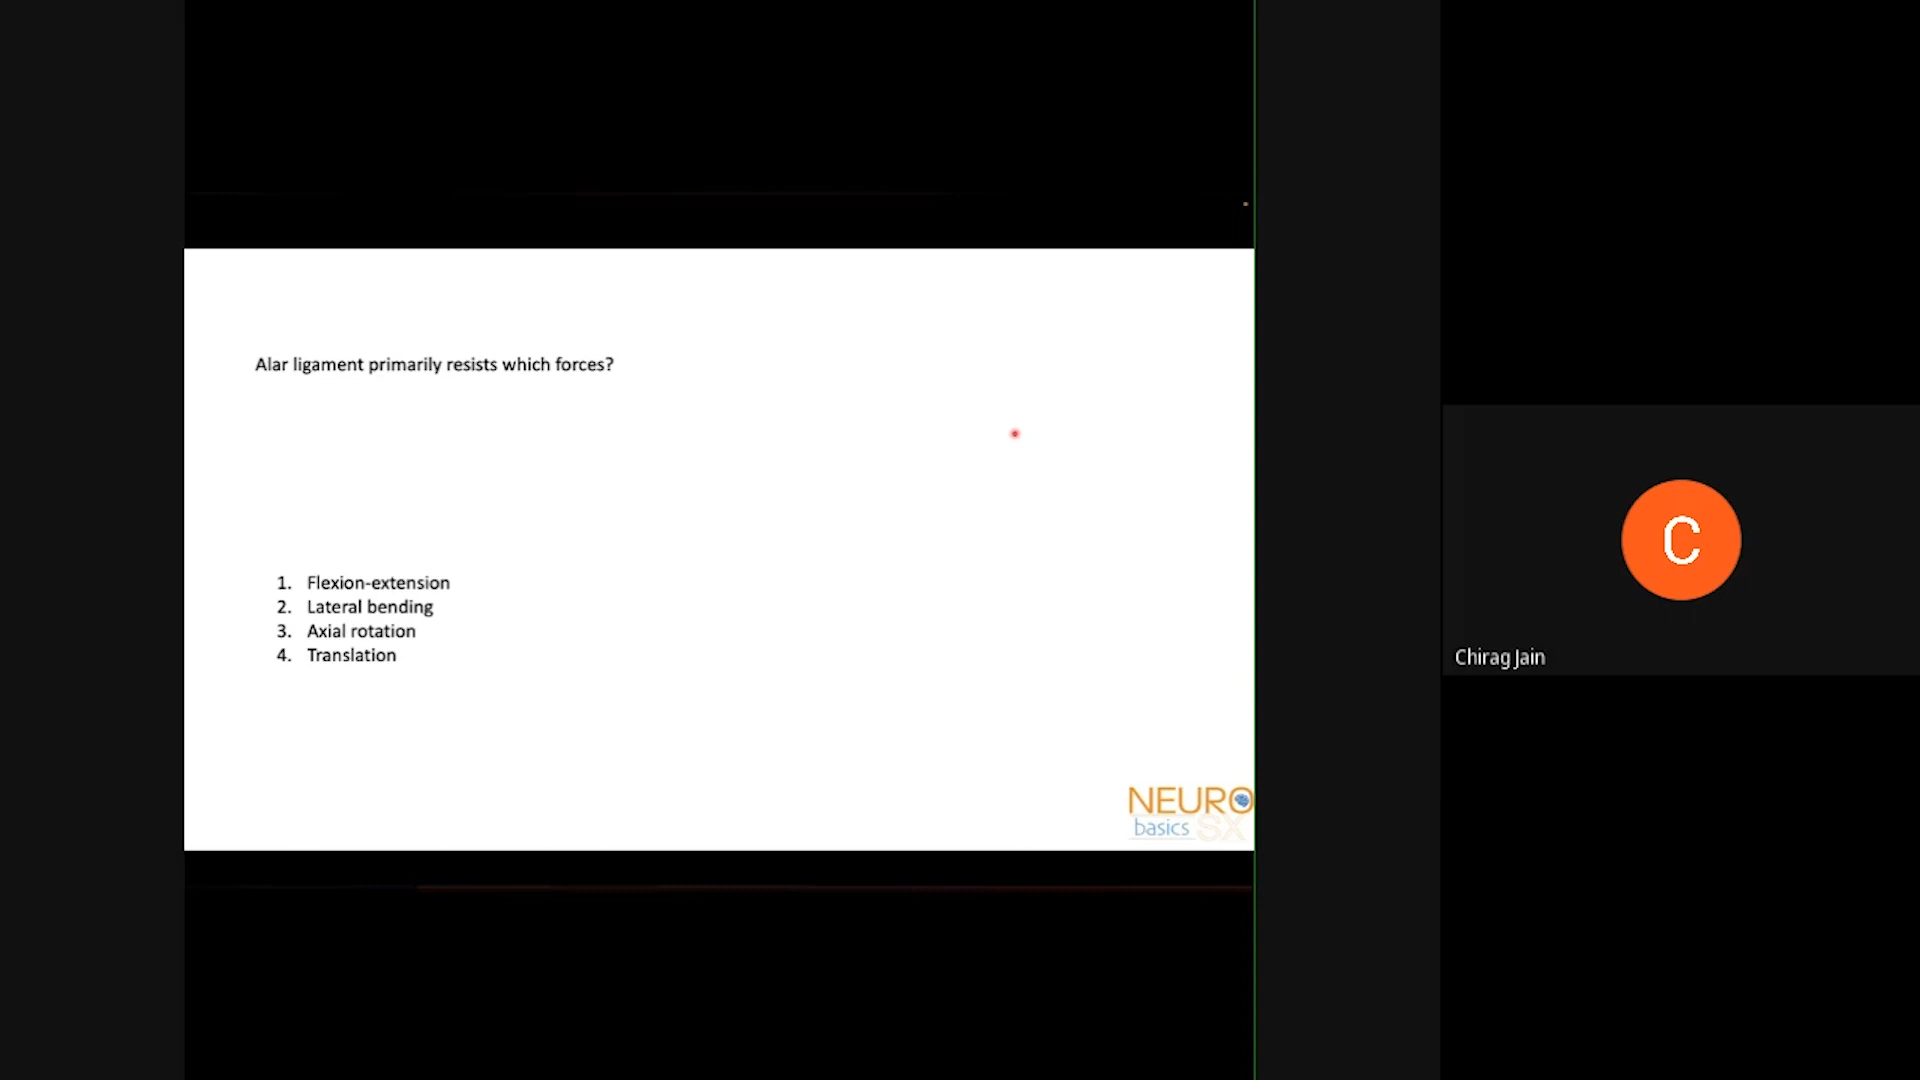 Alar ligament primarily resists which forces?
1. Flexion-extension
2. Lateral bending
3. Axial rotation
4. Translation
NEURO
basics SX
C
Chirag Jain